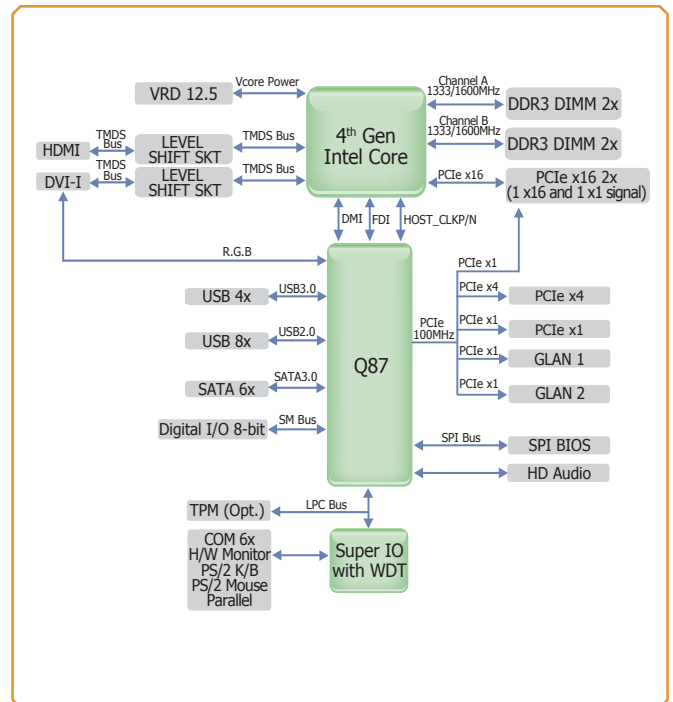 VRD 12.5
Vcore Power
4th Gen
Intel Core
Channel A
1333/1600MHz
DDR3 DIMM 2x
Channel B
1333/1600MHz
DDR3 DIMM 2x
HDMI
TMDS
Bus
LEVEL
SHIFT SKT
TMDS Bus
DVI-I
TMDS
Bus
LEVEL
SHIFT SKT
TMDS Bus
PCIe x16
PCIe x16 2x
(1 x16 and 1 x1 signal)
DMI
FDI
HOST_CLKP/N
R.G.B
Q87
USB 4x
USB3.0
USB 8x
USB2.0
SATA 6x
SATA3.0
Digital I/O 8-bit
SM Bus
PCIe
100MHz
PCIe x1
PCIe x4
PCIe x4
PCIe x1
PCIe x1
PCIe x1
GLAN 1
PCIe x1
GLAN 2
SPI Bus
SPI BIOS
HD Audio
TPM (Opt.)
LPC Bus
COM 6x
H/W Monitor
PS/2 K/B
PS/2 Mouse
Parallel
Super IO
with WDT